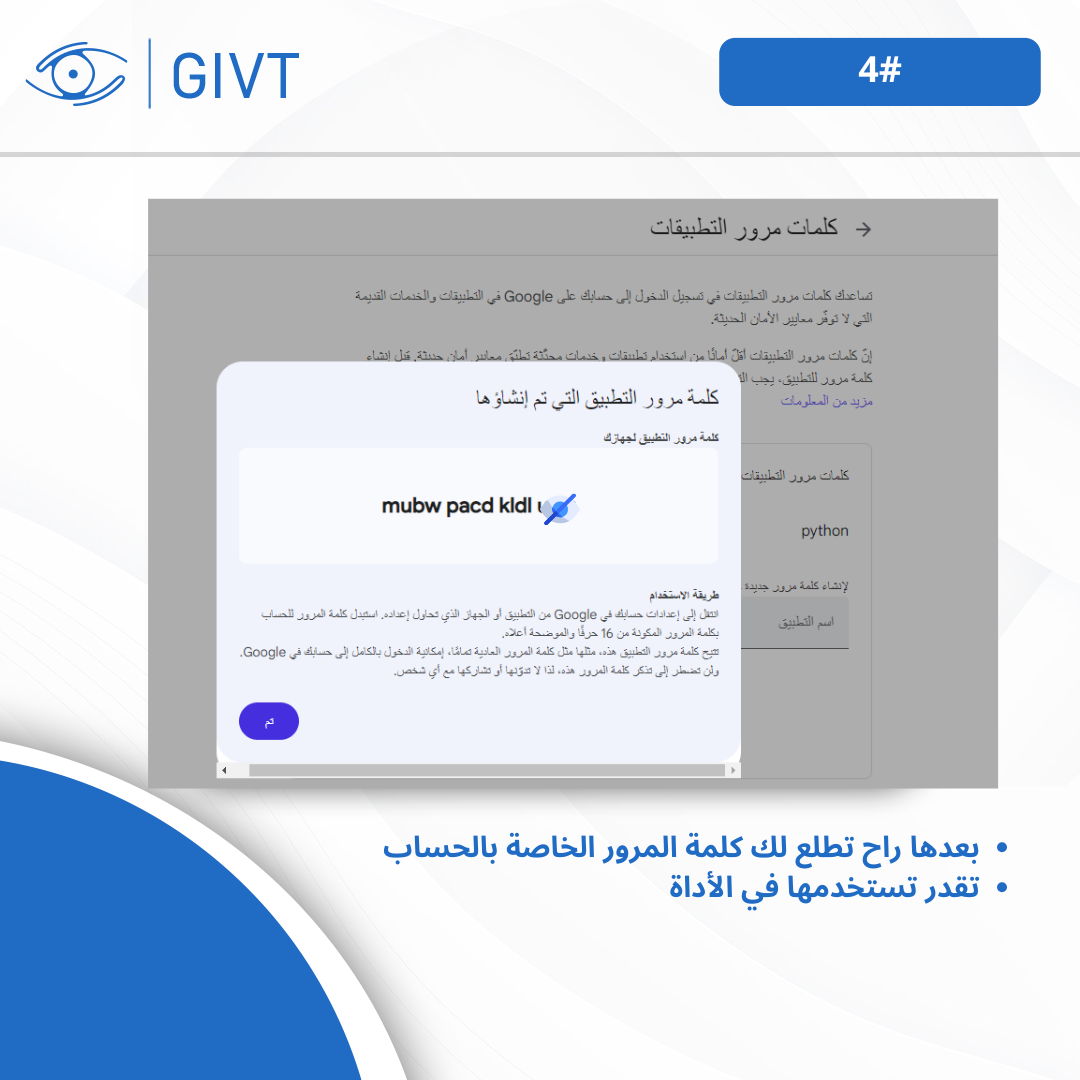 GIVT
4#
كلمات مرور التطبيقات
تساعدك كلمات مرور التطبيقات في تسجيل الدخول إلى حسابك على Google في التطبيقات والخدمات القديمة
التي لا توفّر معايير الأمان الحديثة.
إنّ كلمات مرور التطبيقات أقلّ أمانًا من استخدام تطبيقات وخدمات محدَّثة تطبّق معايير أمان حديثة. قبل إنشاء
كلمة مرور للتطبيق، يجب
مزيد من المعلومات
كلمة مرور التطبيق التي تم إنشاؤها
كلمة مرور التطبيق لجهازك
mubw pacd kldl
طريقة الاستخدام
انتقل إلى إعدادات حسابك في Google من التطبيق أو الجهاز الذي تحاول إعداده. استبدل كلمة المرور للحساب
بكلمة المرور المكونة من 16 حرفًا والموضحة أعلاه.
تتيح كلمة مرور التطبيق هذه، مثلها مثل كلمة المرور العادية تمامًا، إمكانية الدخول بالكامل إلى حسابك في Google.
ولن تضطر إلى تذكر كلمة المرور هذه، لذا لا تدوّنها أو تشاركها مع أي شخص.
تم
كلمات مرور التطبيقات
python
لإنشاء كلمة مرور جديدة
اسم التطبيق
• بعدها راح تطلع لك كلمة المرور الخاصة بالحساب
• تقدر تستخدمها في الأداة